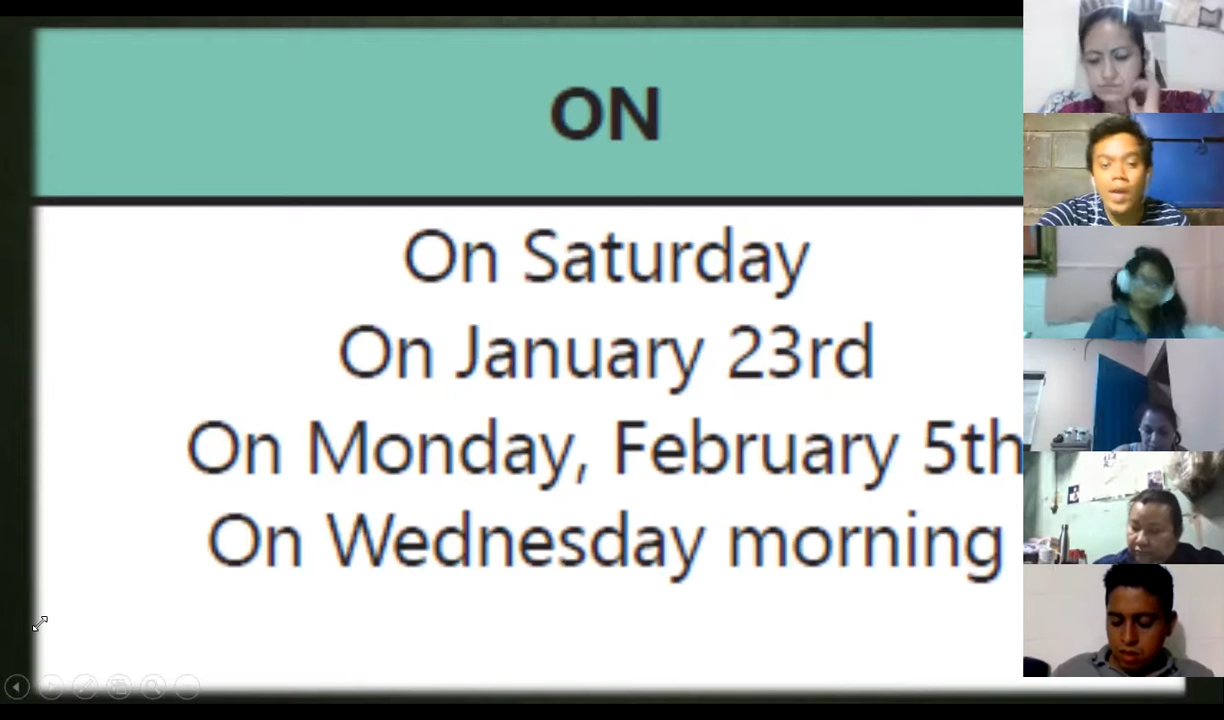 ON
On Saturday
On January 23rd
On Monday, February 5th
On Wednesday morning